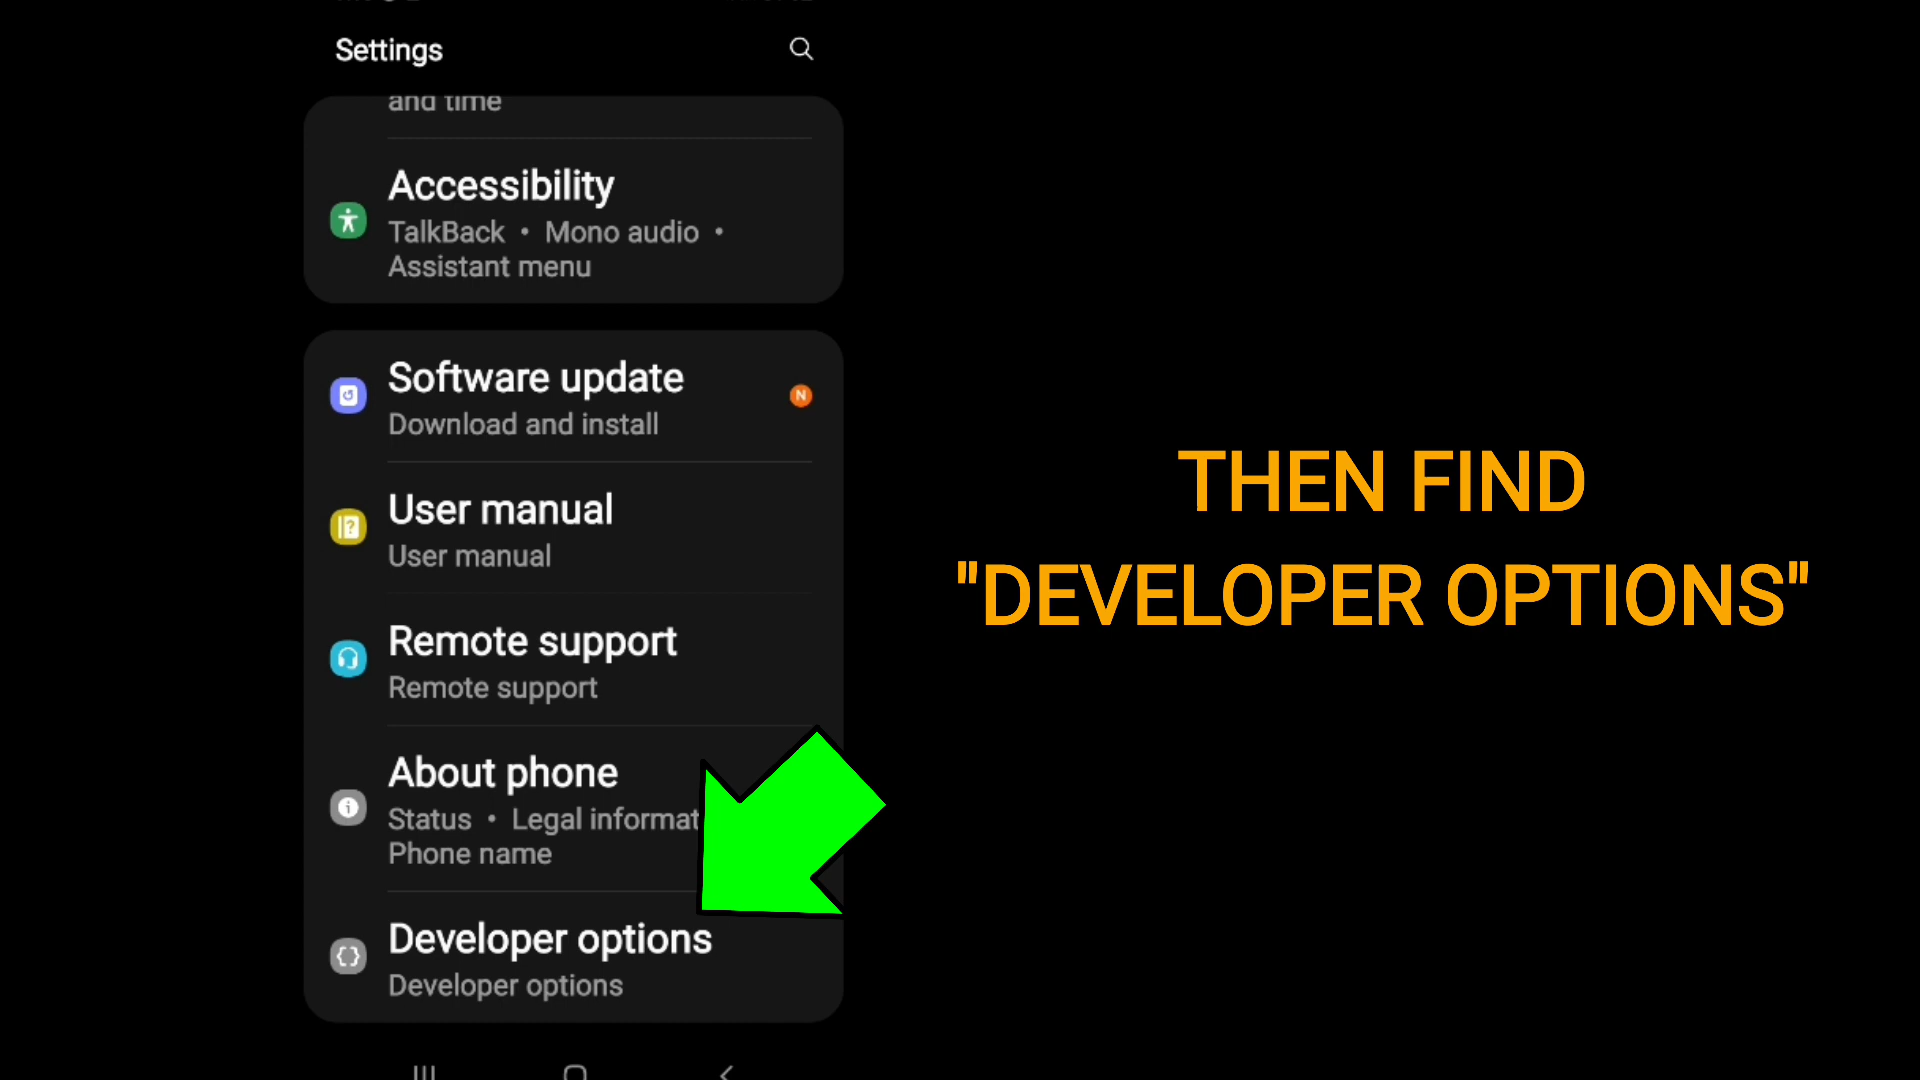 Settings
and time
Accessibility
TalkBack • Mono audio •
Assistant menu
Software update
N
Download and install
User manual
User manual
Remote support
Remote support
About phone
Status • Legal informat
Phone name
Developer options
Developer options
THEN FIND
"DEVELOPER OPTIONS"